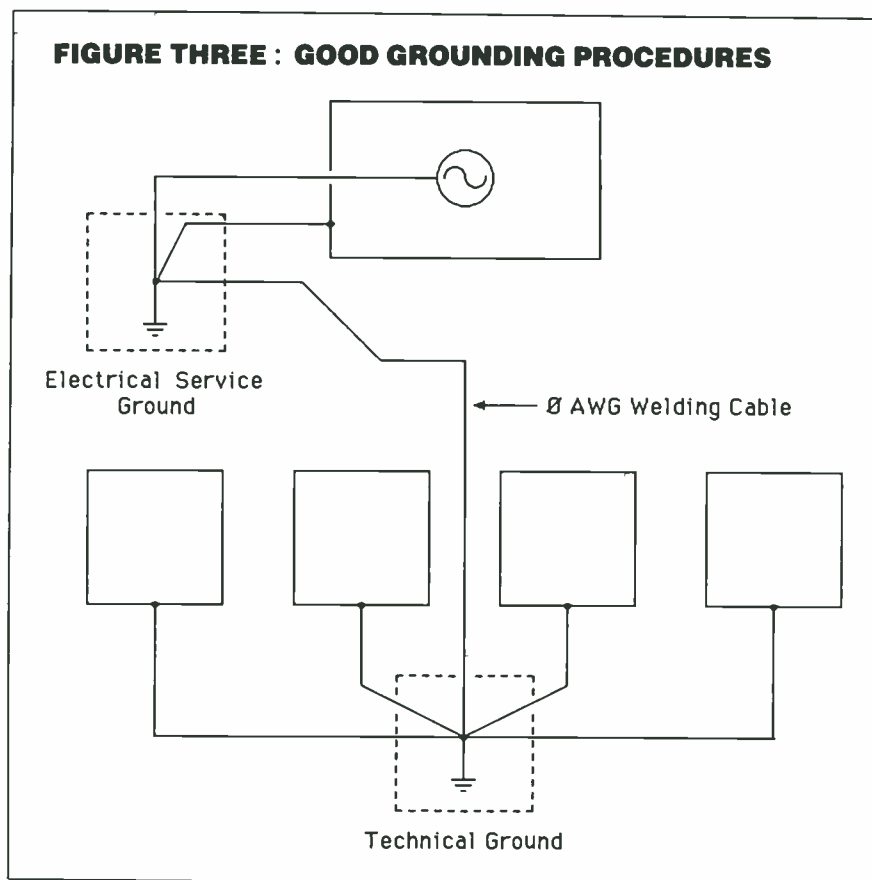 FIGURE THREE : GOOD GROUNDING PROCEDURES
Electrical Service
Ground
Ø AWG Welding Cable
Technical Ground